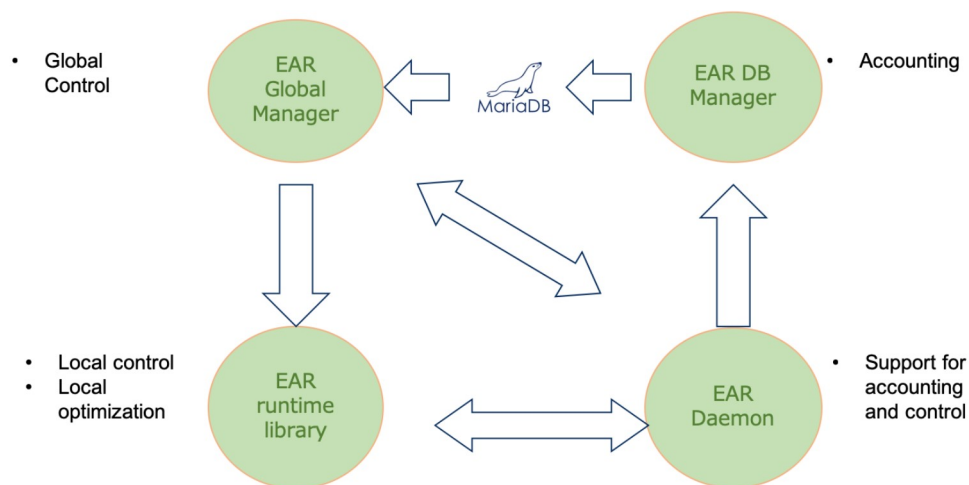 • Global
Control
EAR
Global
Manager
MariaDB
EAR DB
Manager
• Accounting
• Local control
• Local
optimization
EAR
runtime
library
EAR
Daemon
• Support for
accounting
and control